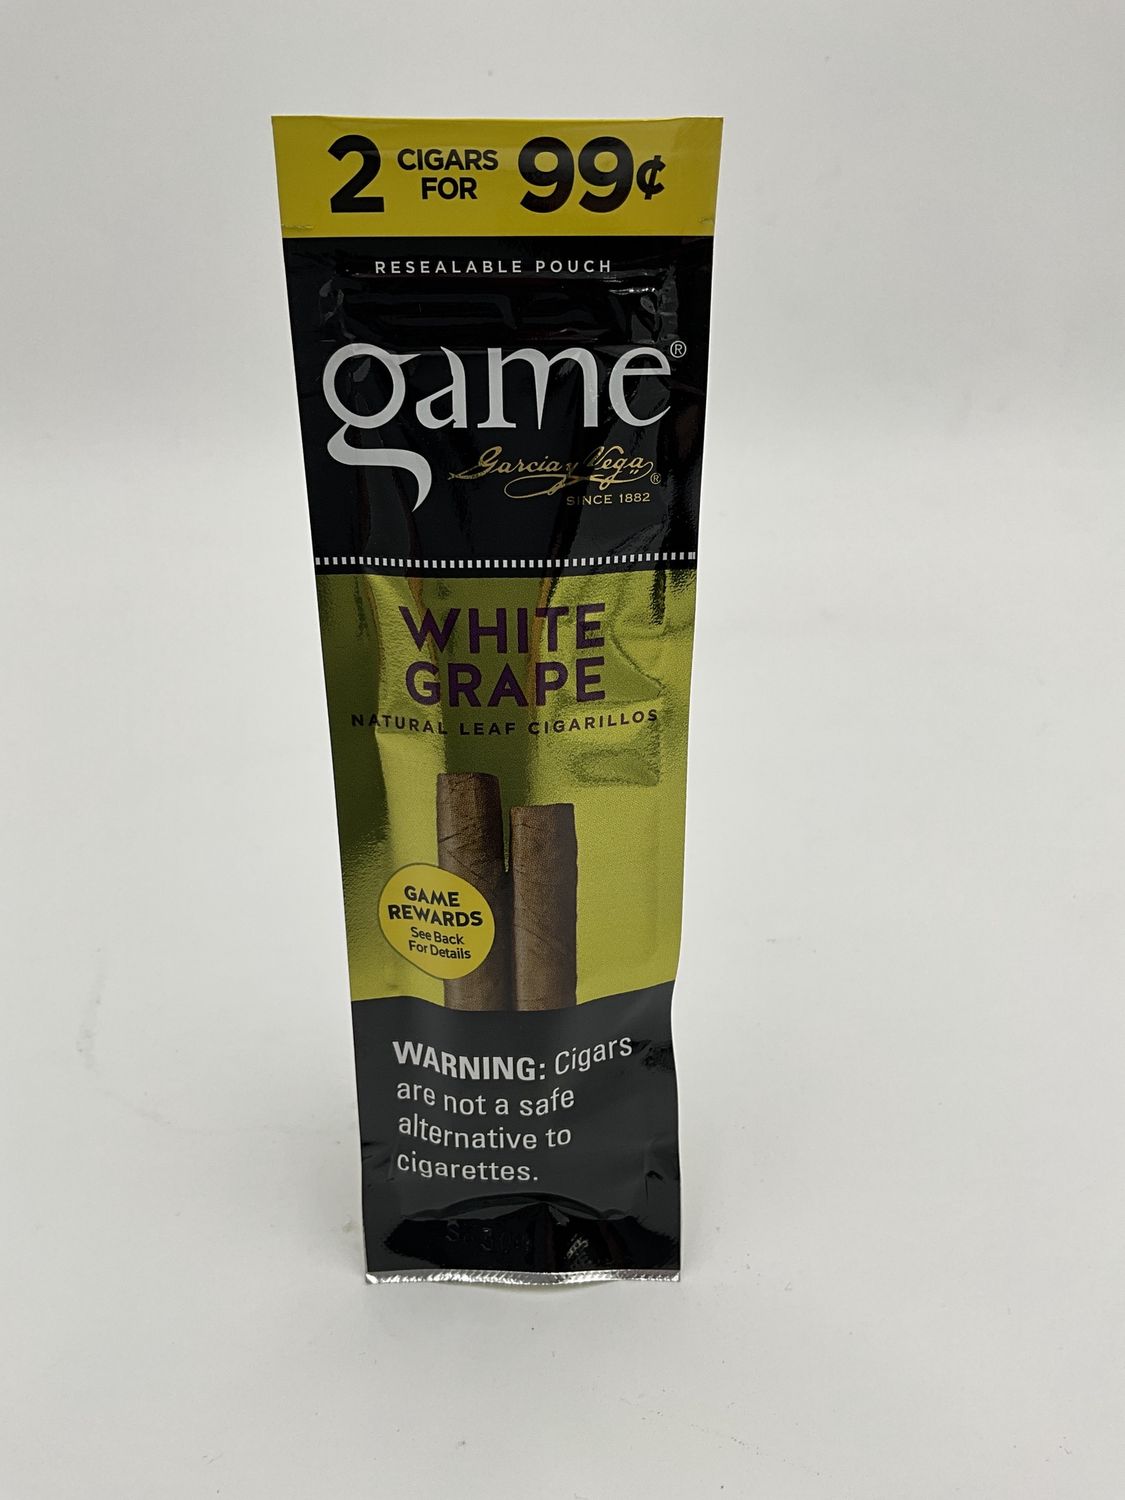 2 CIGARS FOR 99¢
RESEALABLE POUCH
game®
Garcia y Vega®
SINCE 1882
WHITE
GRAPE
NATURAL LEAF CIGARILLOS
GAME
REWARDS
See Back
For Details
WARNING: Cigars
are not a safe
alternative to
cigarettes.